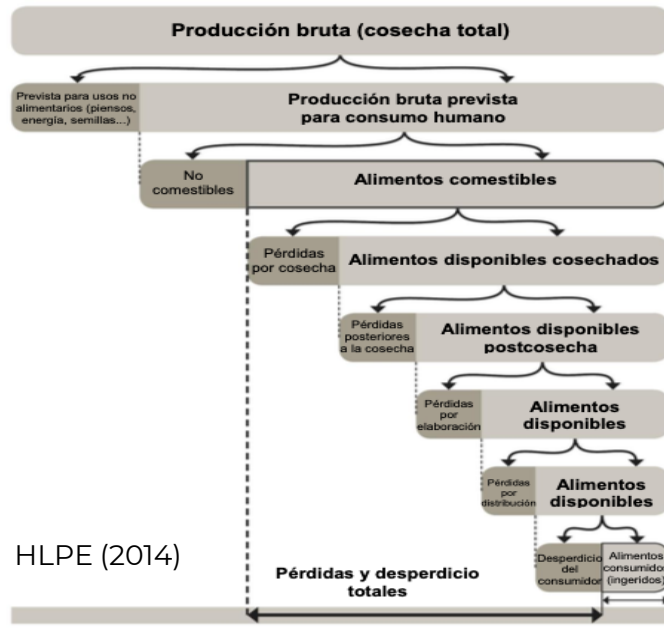 Producción bruta (cosecha total)
Prevista para usos no
alimentarios (piensos,
energía, semillas...)
Producción bruta prevista
para consumo humano
No
comestibles
Alimentos comestibles
Pérdidas
por cosecha
Alimentos disponibles cosechados
Pérdidas
posteriores
a la cosecha
Alimentos disponibles
postcosecha
Pérdidas
por
elaboración
Alimentos
disponibles
Pérdidas
por
distribución
Alimentos
disponibles
Desperdicio
del
consumidor
Alimentos
consumidos
(ingeridos)
HLPE (2014)
Pérdidas y desperdicio
totales